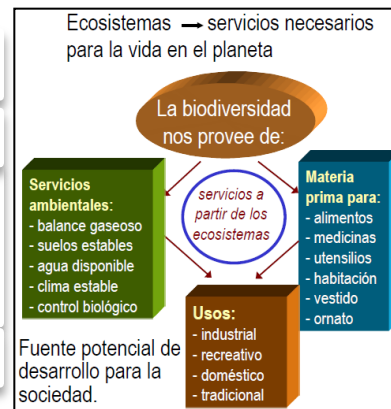 Ecosistemas → servicios necesarios
para la vida en el planeta
La biodiversidad
nos provee de:
Servicios
ambientales:
- balance gaseoso
- suelos estables
- agua disponible
- clima estable
- control biológico
servicios a
partir de los
ecosistemas
Materia
prima para:
- alimentos
- medicinas
- utensilios
- habitación
- vestido
- ornato
Usos:
- industrial
- recreativo
- doméstico
- tradicional
Fuente potencial de
desarrollo para la
sociedad.